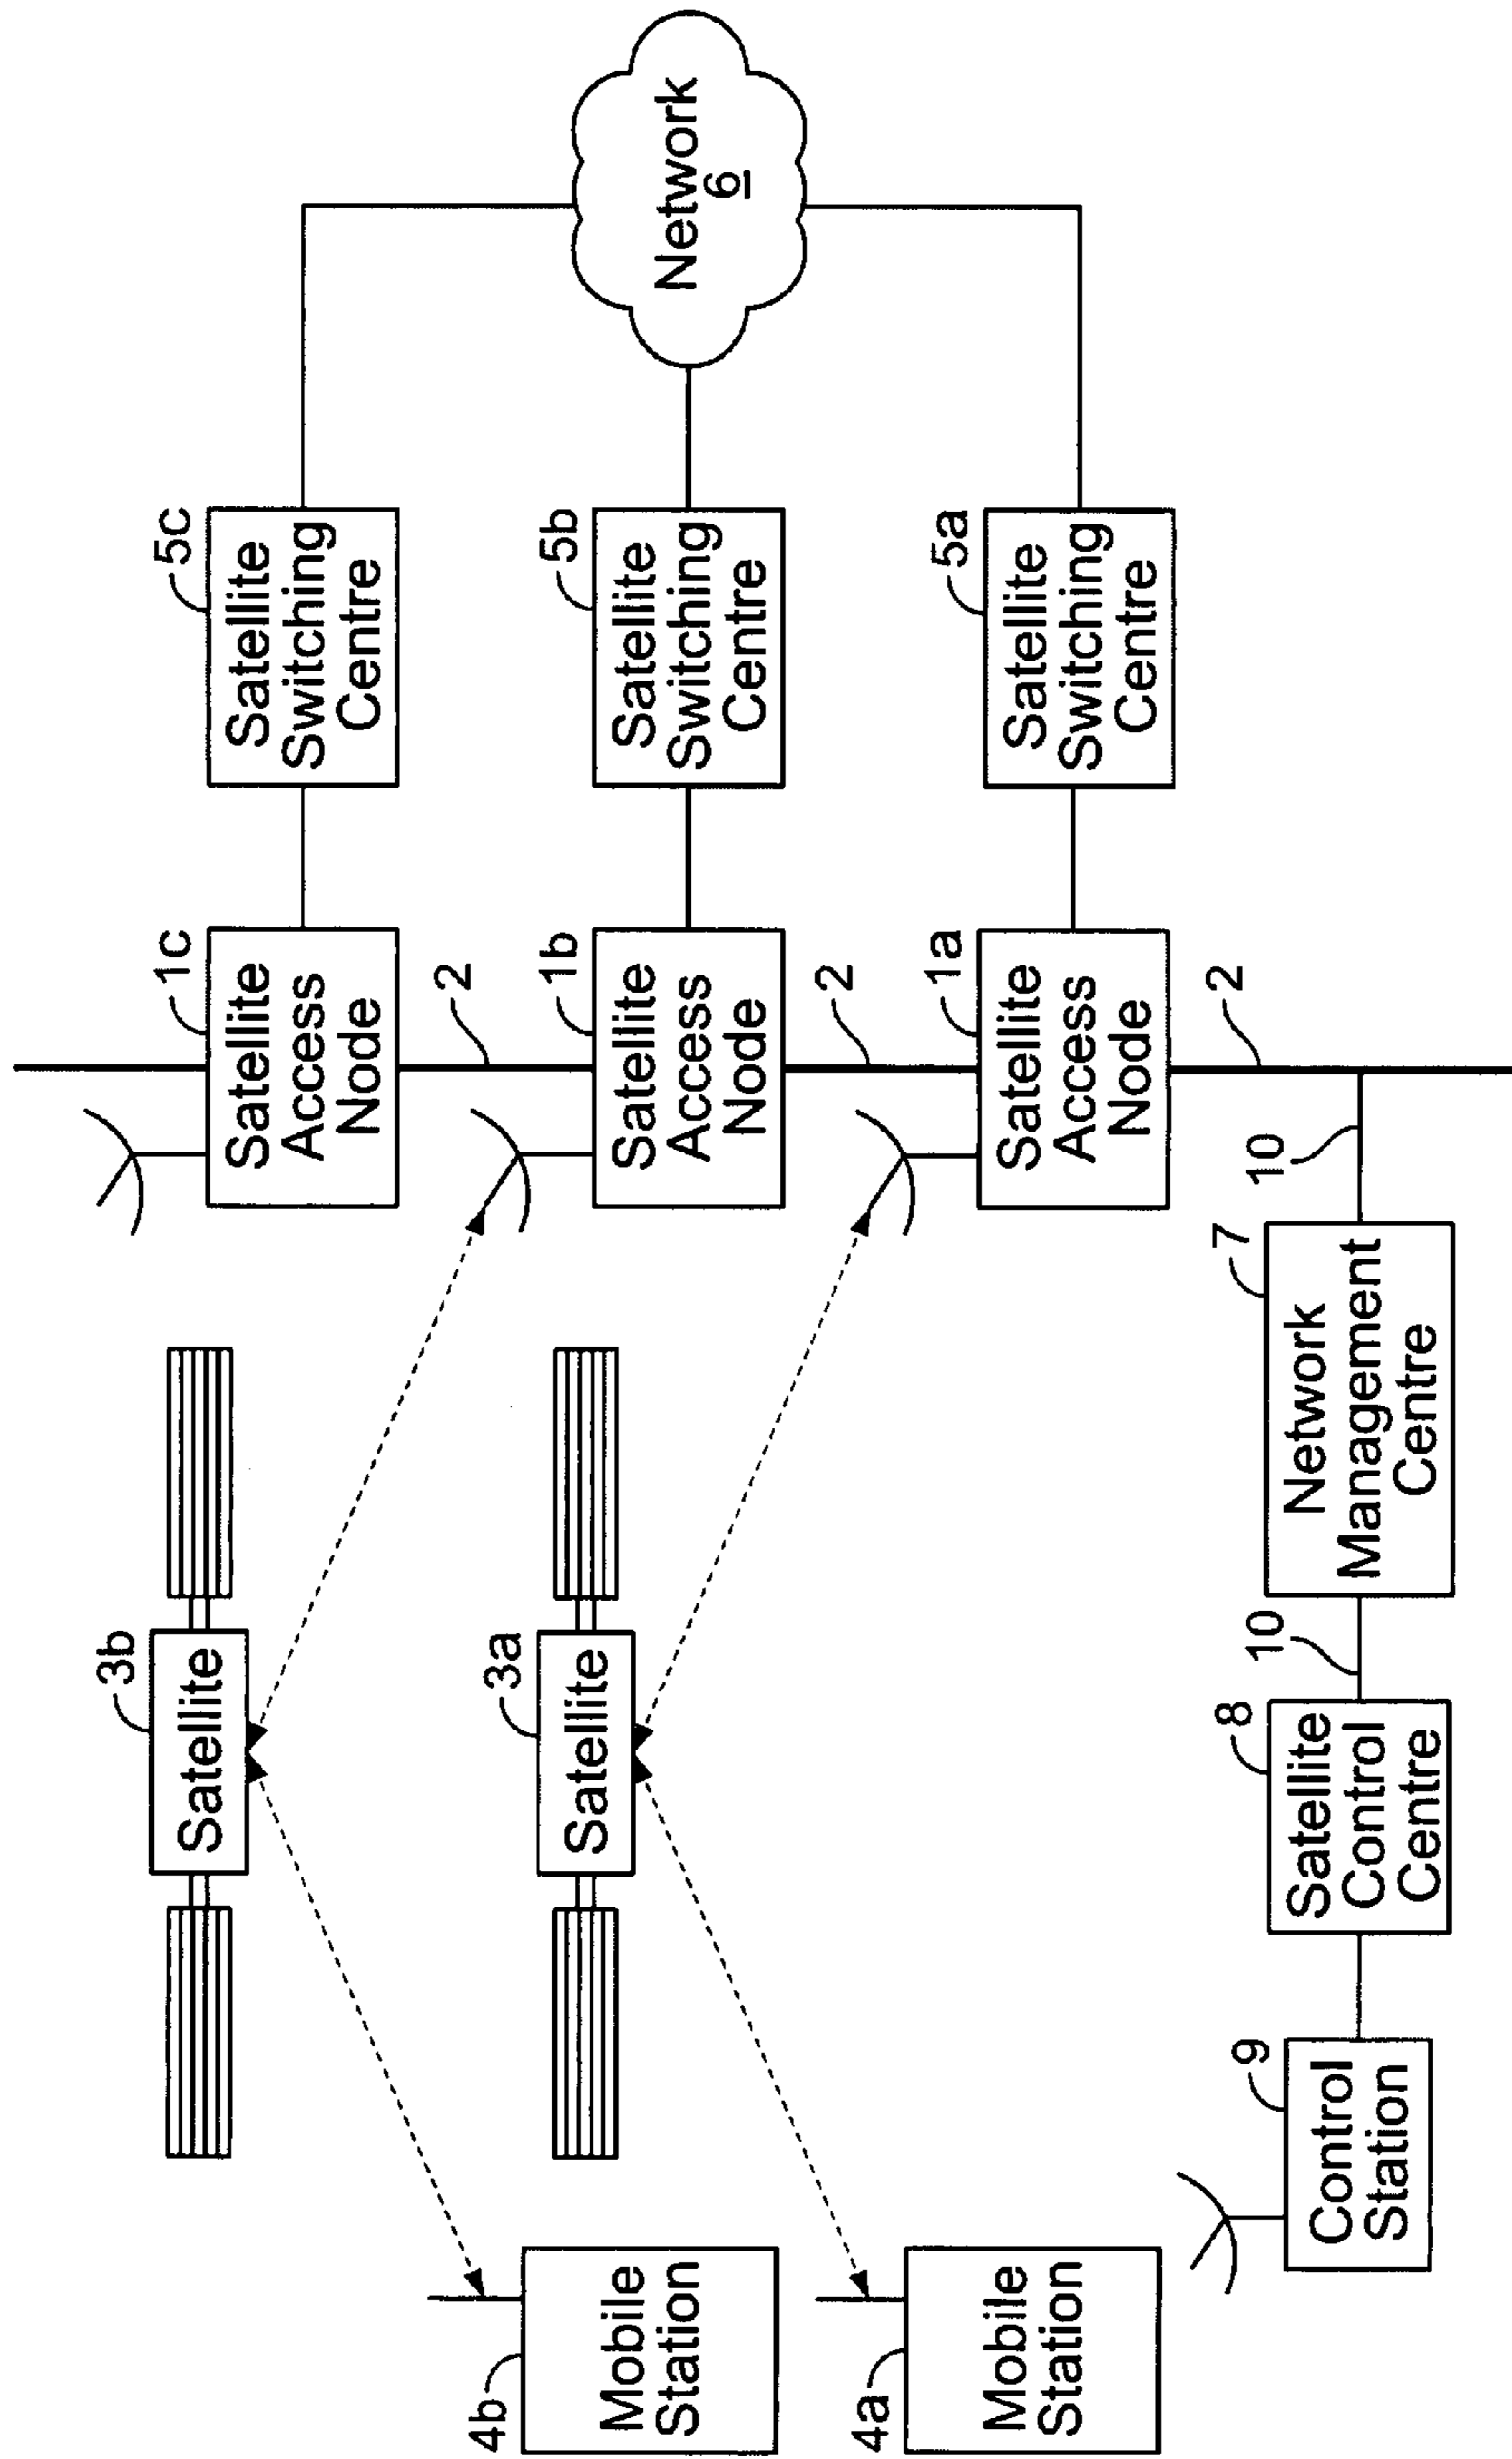 4b
Mobile
Station
4a
Mobile
Station
9
Control
Station
3b
Satellite
3a
Satellite
8
Satellite
Control
Centre
10
7
Network
Management
Centre
10
1c
Satellite
Access
Node
2
1b
Satellite
Access
Node
2
1a
Satellite
Access
Node
2
5c
Satellite
Switching
Centre
5b
Satellite
Switching
Centre
5a
Satellite
Switching
Centre
Network
6